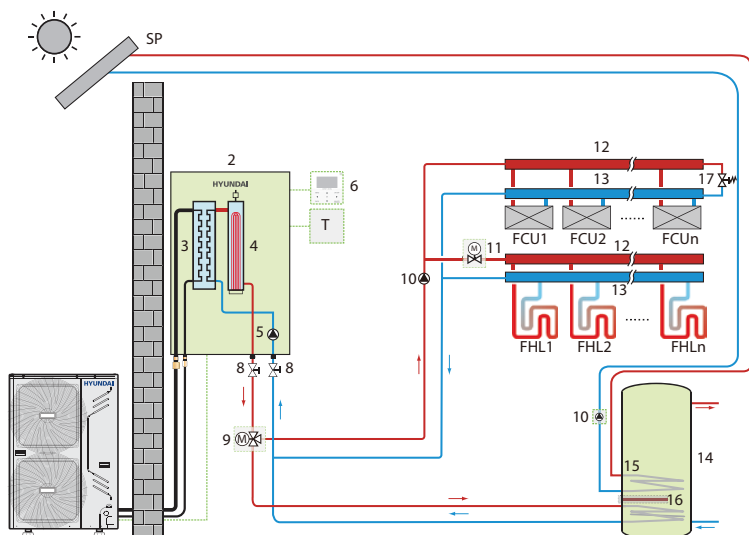 SP
2
HYUNDAI
6
T
3
4
5
8
8
9
M
10
M
11
12
13
17
FCU1
FCU2
......
FCUn
12
13
FHL1
FHL2
......
FHLn
HYUNDAI
10
15
14
16